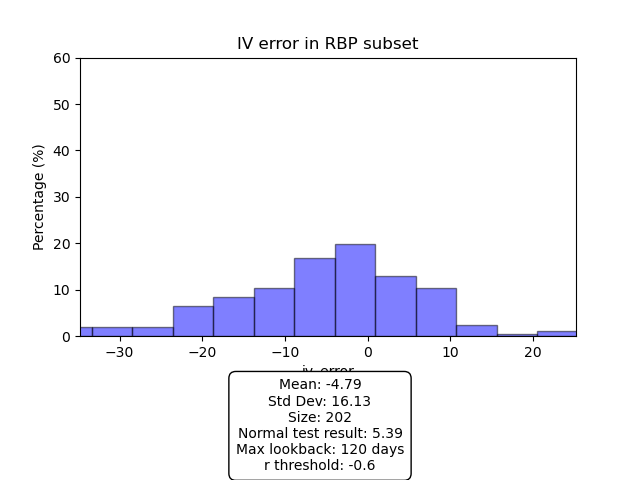 IV error in RBP subset
60
50
40
30
20
10
0
Percentage (%)
−30 −20 −10 0 10 20
iv_error
Mean: -4.79
Std Dev: 16.13
Size: 202
Normal test result: 5.39
Max lookback: 120 days
r threshold: -0.6